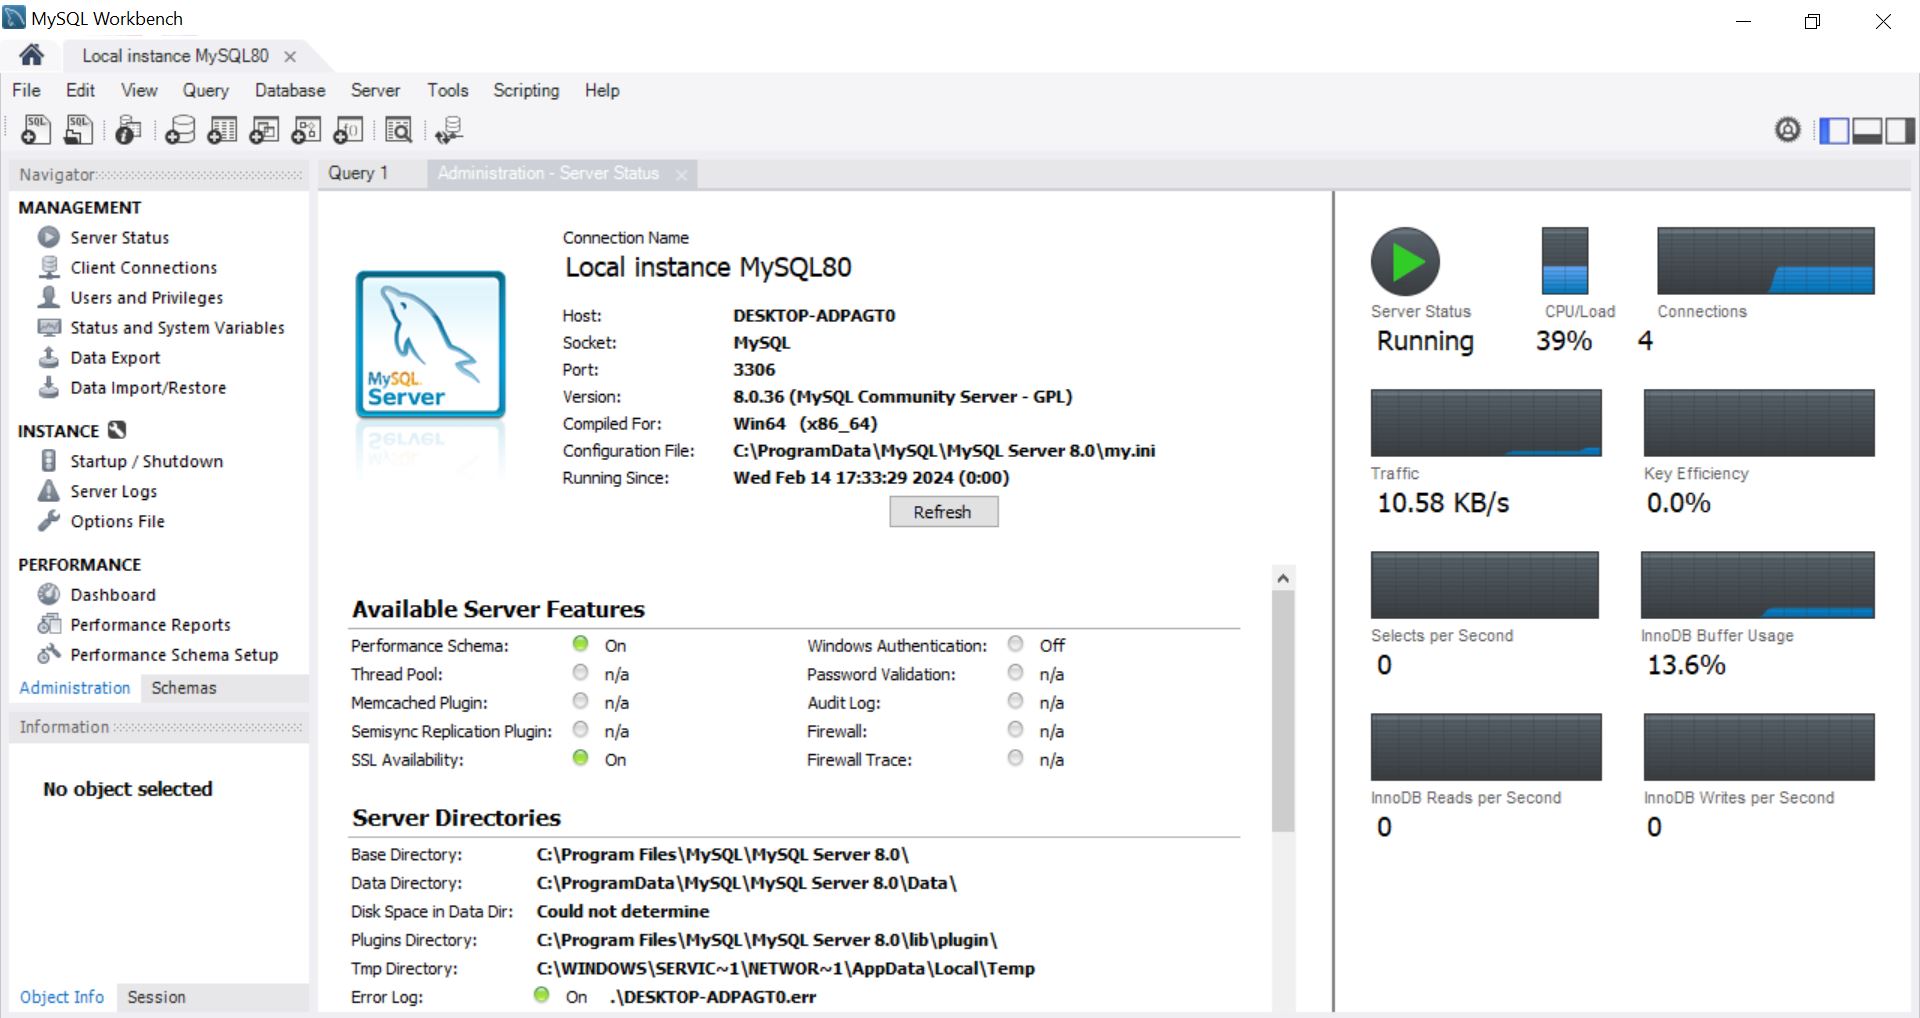 MySQL Workbench
Local instance MySQL80
File Edit View Query Database Server Tools Scripting Help
Navigator
MANAGEMENT
Server Status
Client Connections
Users and Privileges
Status and System Variables
Data Export
Data Import/Restore
INSTANCE
Startup / Shutdown
Server Logs
Options File
PERFORMANCE
Dashboard
Performance Reports
Performance Schema Setup
Administration Schemas
Information
No object selected
Object Info Session
Query 1 Administration - Server Status
MySQL
Server
Connection Name
Local instance MySQL80
Host: DESKTOP-ADPAGT0
Socket: MySQL
Port: 3306
Version: 8.0.36 (MySQL Community Server - GPL)
Compiled For: Win64 (x86_64)
Configuration File: C:\ProgramData\MySQL\MySQL Server 8.0\my.ini
Running Since: Wed Feb 14 17:33:29 2024 (0:00)
Refresh
Available Server Features
Performance Schema: On Windows Authentication: Off
Thread Pool: n/a Password Validation: n/a
Memcached Plugin: n/a Audit Log: n/a
Semisync Replication Plugin: n/a Firewall: n/a
SSL Availability: On Firewall Trace: n/a
Server Directories
Base Directory: C:\Program Files\MySQL\MySQL Server 8.0\
Data Directory: C:\ProgramData\MySQL\MySQL Server 8.0\Data\
Disk Space in Data Dir: Could not determine
Plugins Directory: C:\Program Files\MySQL\MySQL Server 8.0\lib\plugin\
Tmp Directory: C:\WINDOWS\SERVIC~1\NETWOR~1\AppData\Local\Temp
Error Log: On .\DESKTOP-ADPAGT0.err
Server Status CPU/Load Connections
Running 39% 4
Traffic Key Efficiency
10.58 KB/s 0.0%
Selects per Second InnoDB Buffer Usage
0 13.6%
InnoDB Reads per Second InnoDB Writes per Second
0 0